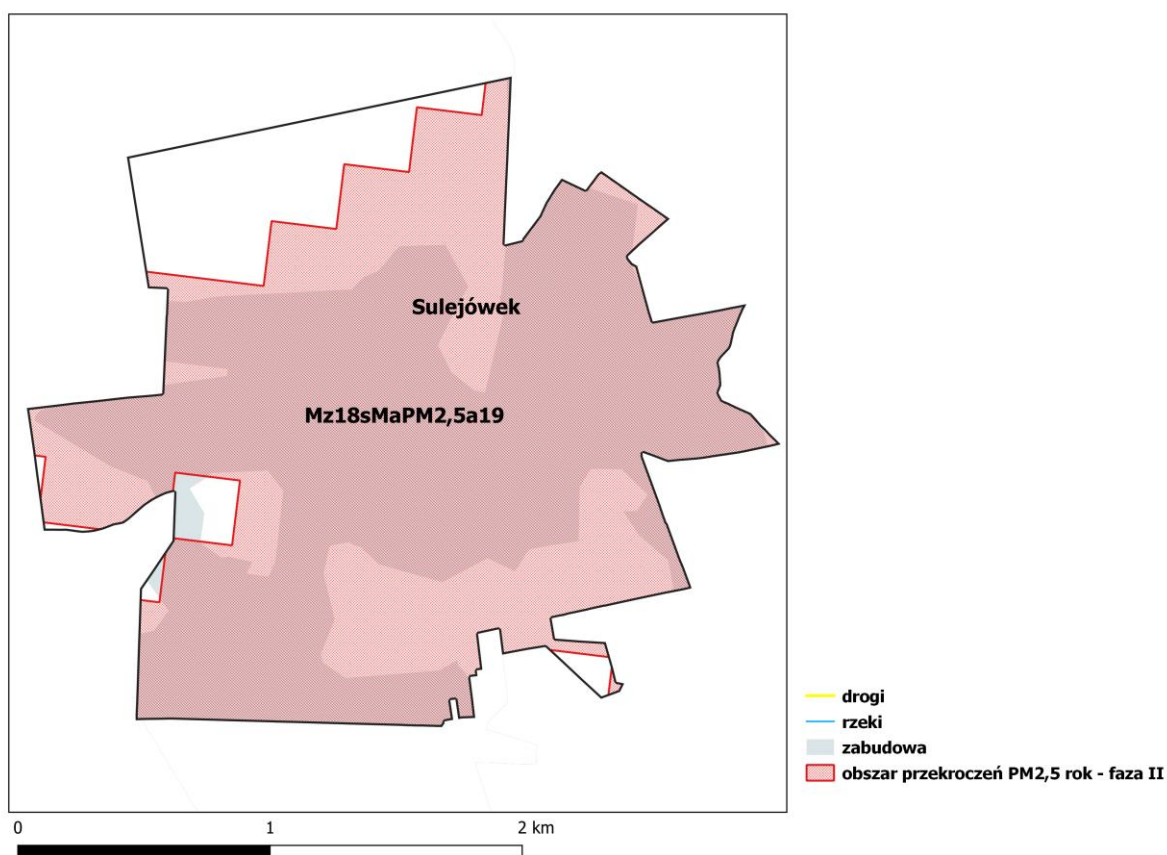 Sulejówek
Mz18sMaPM2,5a19
drogi
rzeki
zabudowa
obszar przekroczeń PM2,5 rok - faza II
0 1 2 km